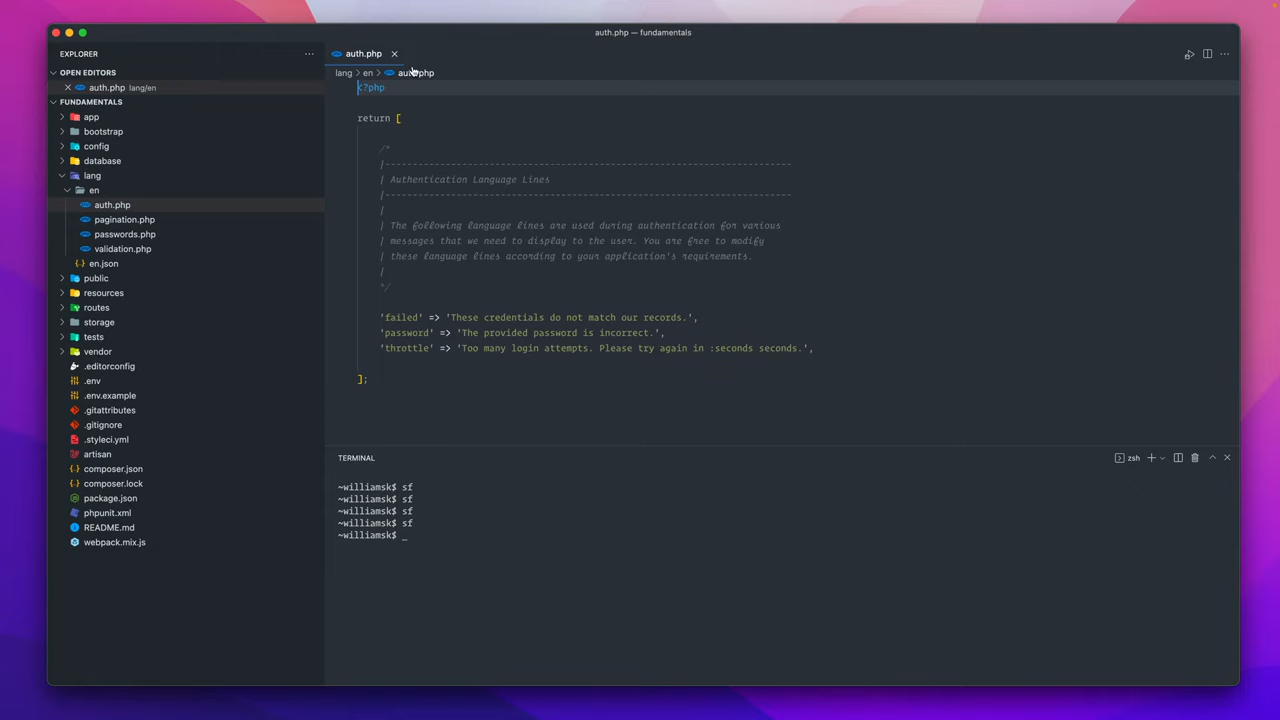 auth.php — fundamentals
EXPLORER
OPEN EDITORS
auth.php lang/en
FUNDAMENTALS
app
bootstrap
config
database
lang
en
auth.php
pagination.php
passwords.php
validation.php
en.json
public
resources
routes
storage
tests
vendor
.editorconfig
.env
.env.example
.gitattributes
.gitignore
.styleci.yml
artisan
composer.json
composer.lock
package.json
phpunit.xml
README.md
webpack.mix.js
auth.php
lang > en > auth.php
<?php
return [
/*
|--------------------------------------------------------------------------
| Authentication Language Lines
|--------------------------------------------------------------------------
|
| The following language lines are used during authentication for various
| messages that we need to display to the user. You are free to modify
| these language lines according to your application's requirements.
|
*/
'failed' => 'These credentials do not match our records.',
'password' => 'The provided password is incorrect.',
'throttle' => 'Too many login attempts. Please try again in :seconds seconds.',
];
TERMINAL
zsh
~williamsk$ sf
~williamsk$ sf
~williamsk$ sf
~williamsk$ sf
~williamsk$ _